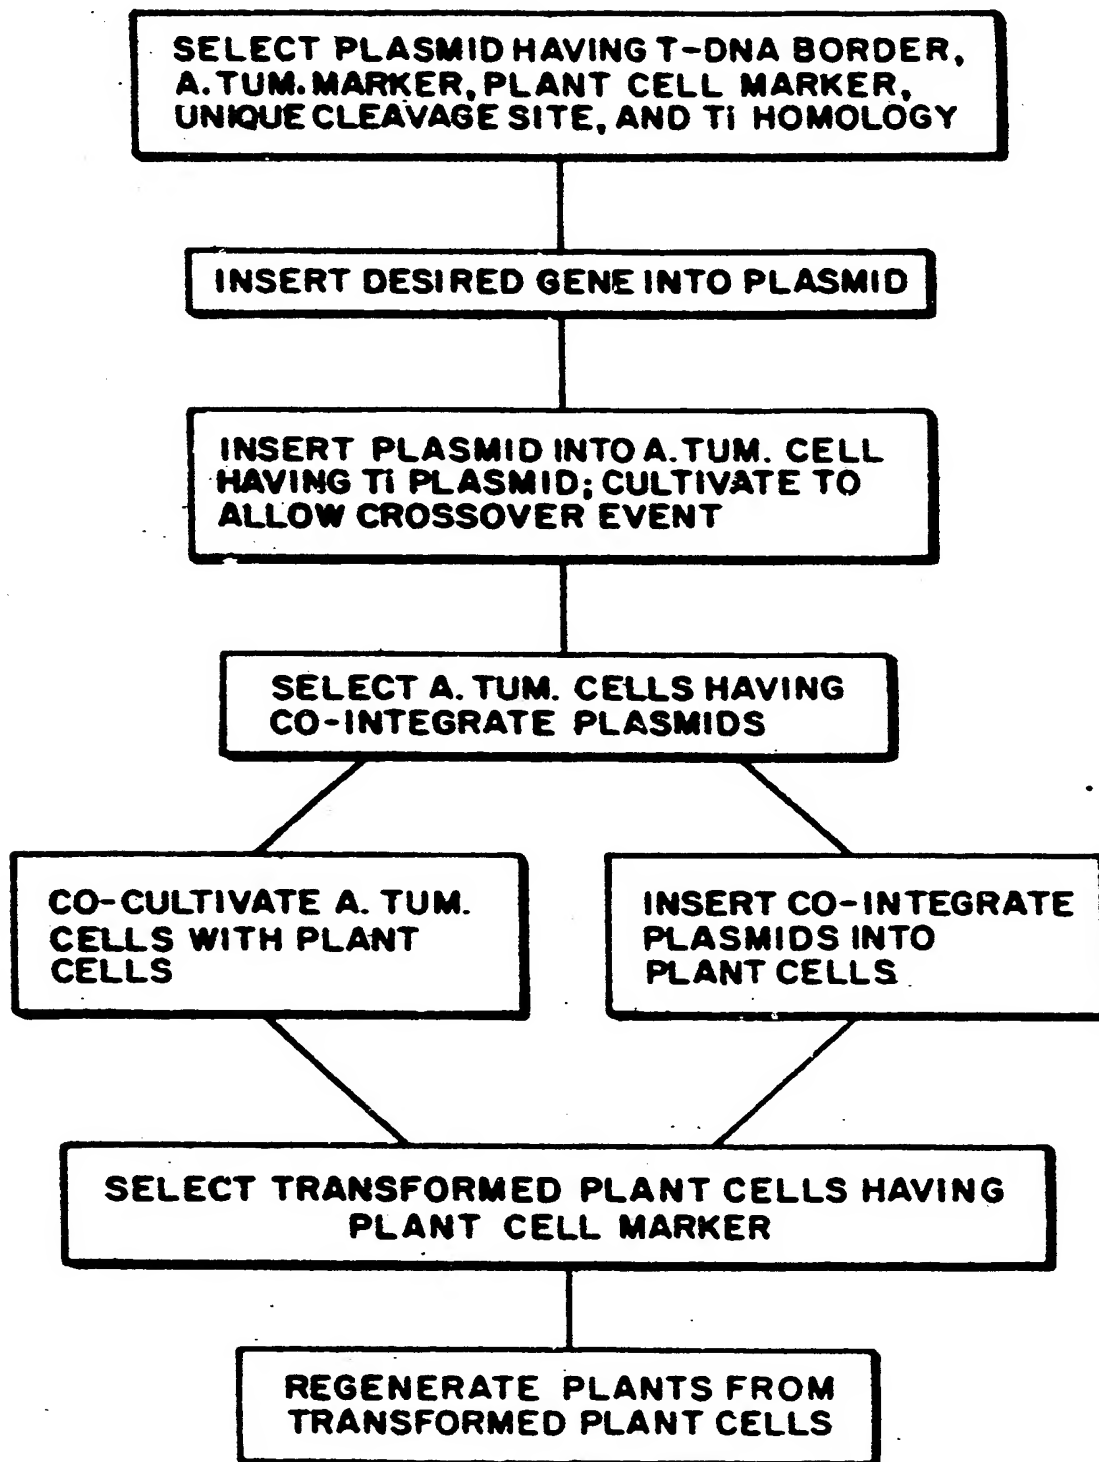 SELECT PLASMID HAVING T-DNA BORDER,
A.TUM. MARKER, PLANT CELL MARKER,
UNIQUE CLEAVAGE SITE, AND Ti HOMOLOGY
INSERT DESIRED GENE INTO PLASMID
INSERT PLASMID INTO A.TUM. CELL
HAVING Ti PLASMID; CULTIVATE TO
ALLOW CROSSOVER EVENT
SELECT A. TUM. CELLS HAVING
CO-INTEGRATE PLASMIDS
CO-CULTIVATE A. TUM.
CELLS WITH PLANT
CELLS
INSERT CO-INTEGRATE
PLASMIDS INTO
PLANT CELLS
SELECT TRANSFORMED PLANT CELLS HAVING
PLANT CELL MARKER
REGENERATE PLANTS FROM
TRANSFORMED PLANT CELLS